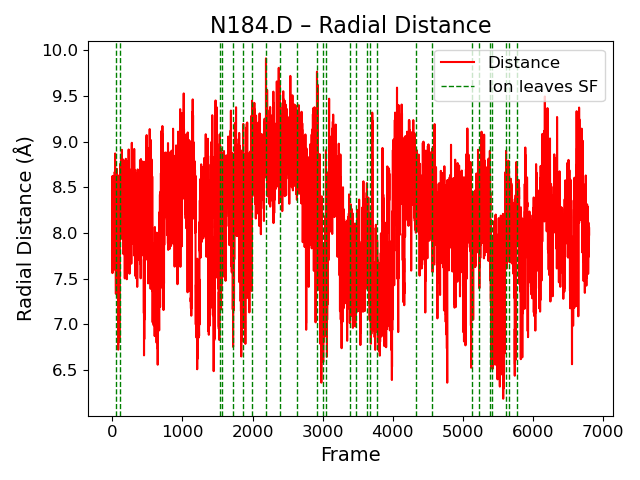 N184.D – Radial Distance
10.0
9.5
9.0
8.5
8.0
7.5
7.0
6.5
Radial Distance (Å)
Distance
Ion leaves SF
0 1000 2000 3000 4000 5000 6000 7000
Frame